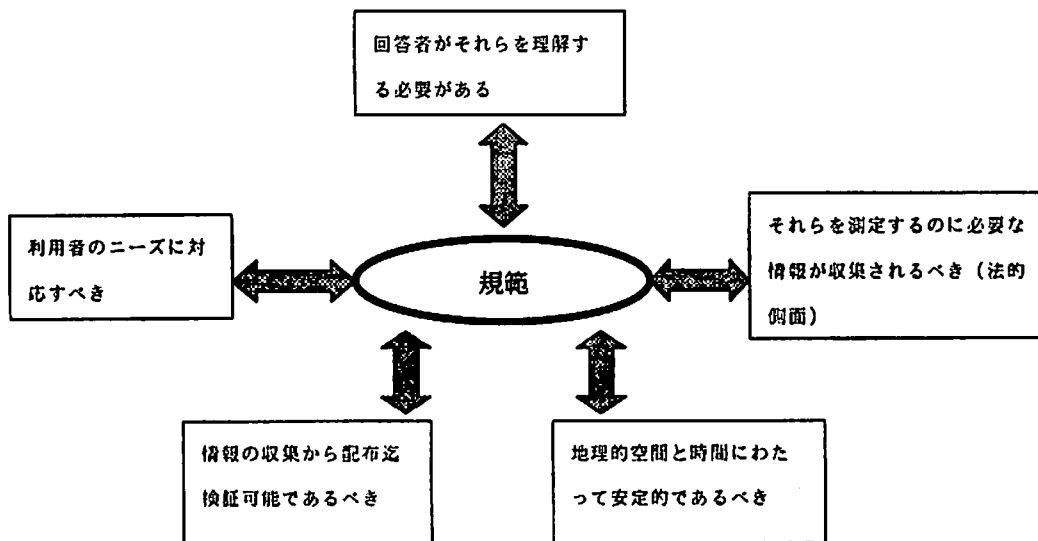 回答者がそれらを理解す
る必要がある
利用者のニーズに対
応すべき
規範
それらを測定するのに必要な
情報が収集されるべき（法的
側面）
情報の収集から配布迄
検証可能であるべき
地理的空間と時間にわた
って安定的であるべき